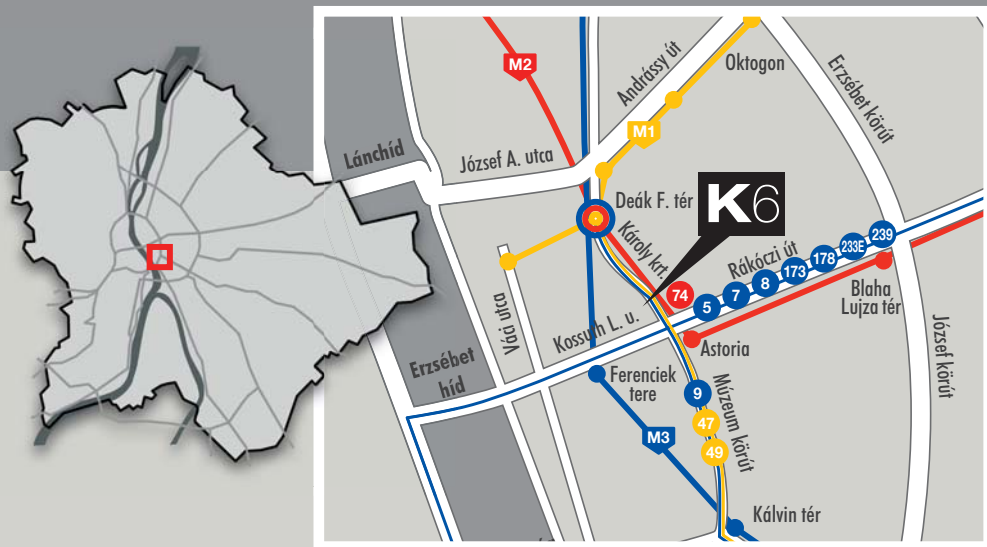 M2
Oktogon
Andrássy út
Erzsébet körút
M1
Lánchíd
József A. utca
Deák F. tér
K6
Károly krt.
Rákóczi út
74
5
7
8
173
178
233E
239
Blaha
Lujza tér
Váci utca
Kossuth L. u.
Astoria
Erzsébet
híd
Ferenciek
tere
József körút
9
Múzeum körút
47
49
M3
Kálvin tér